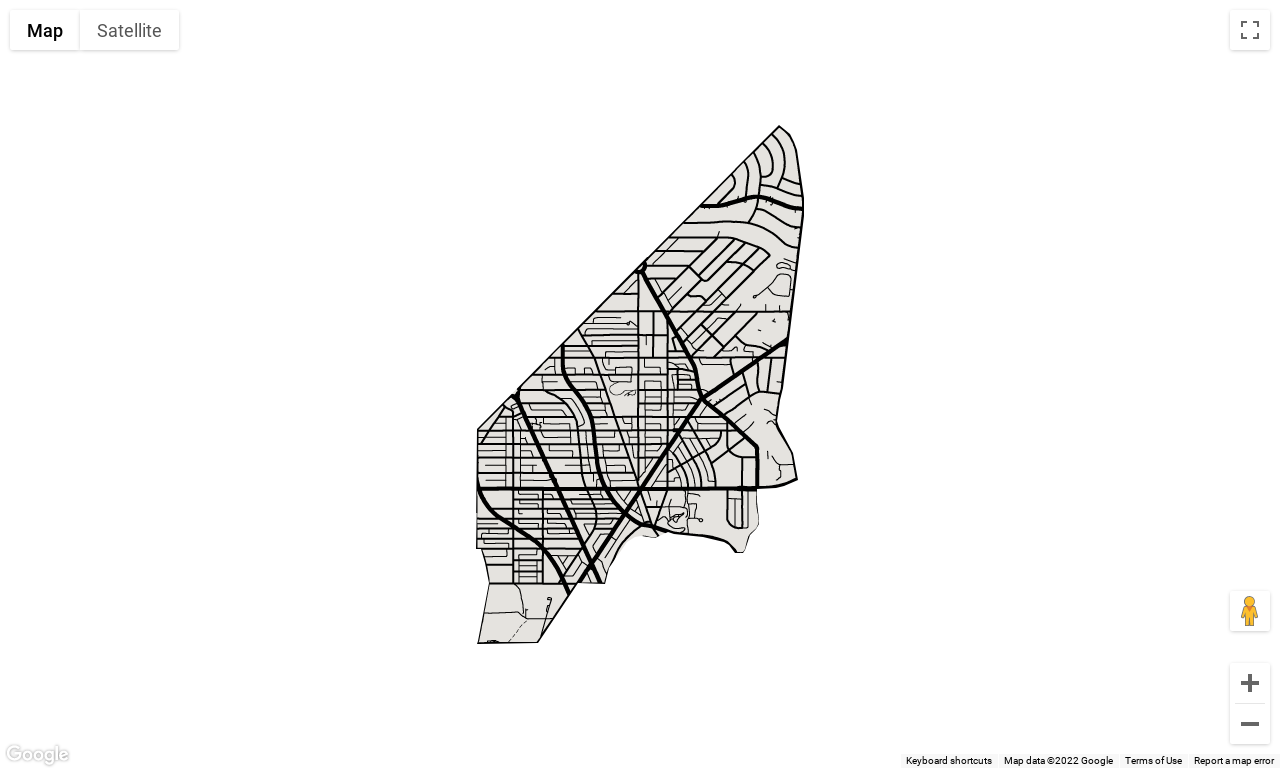 Map Satellite
Google
Keyboard shortcuts Map data ©2022 Google Terms of Use Report a map error